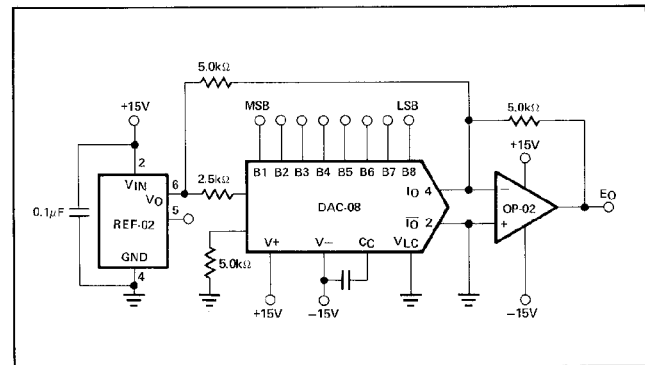 5.0kΩ
MSB LSB
5.0kΩ
+15V
+15V
2
B1 B2 B3 B4 B5 B6 B7 B8
VIN
VO
6
2.5kΩ
IO 4
−
EO
0.1μF
REF-02
5
DAC-08
OP-02
IO 2
+
GND
V+ V− CC VLC
4
5.0kΩ
+15V
−15V
−15V